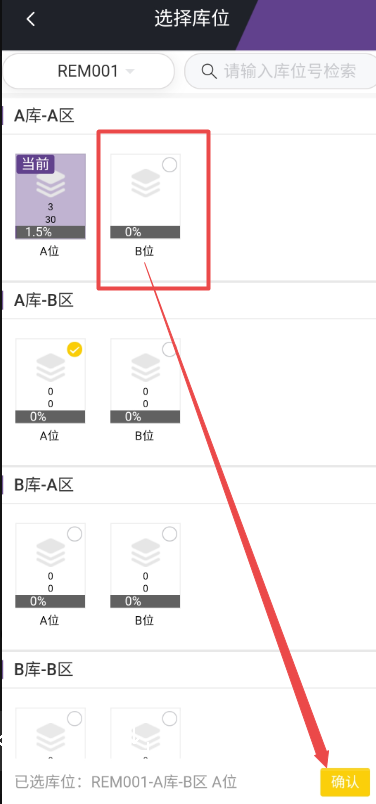 选择库位
REM001 请输入库位号检索
A库-A区
当前
3
30
1.5% 0%
A位 B位
A库-B区
0 0
0 0
0% 0%
A位 B位
B库-A区
0 0
0 0
0% 0%
A位 B位
B库-B区
已选库位：REM001-A库-B区 A位 确认